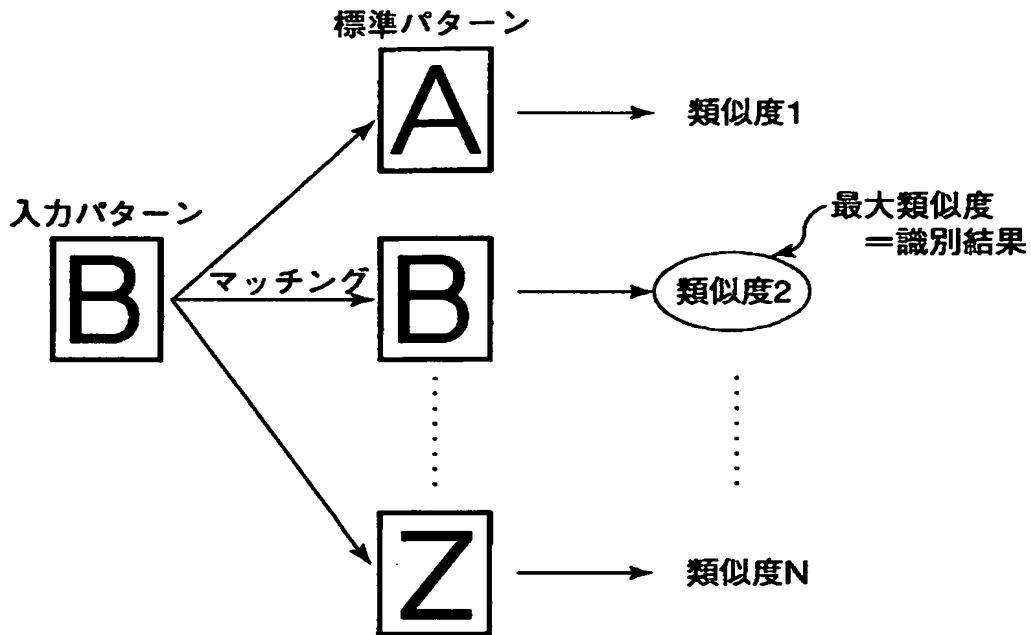 標準パターン
A
類似度1
入力パターン
最大類似度
=識別結果
B
マッチング
B
類似度2
Z
類似度N